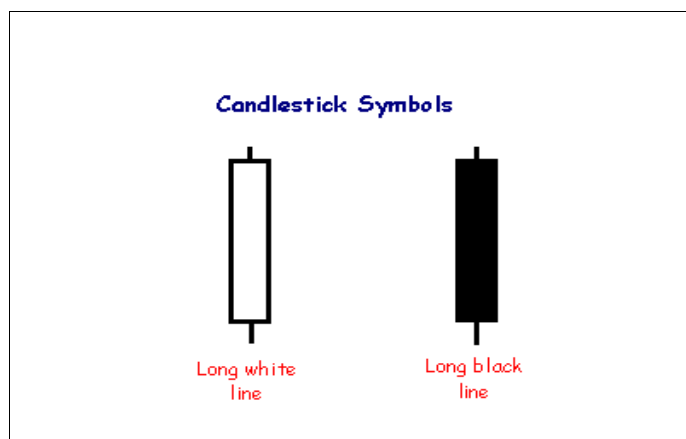 Candlestick Symbols
Long white
line
Long black
line